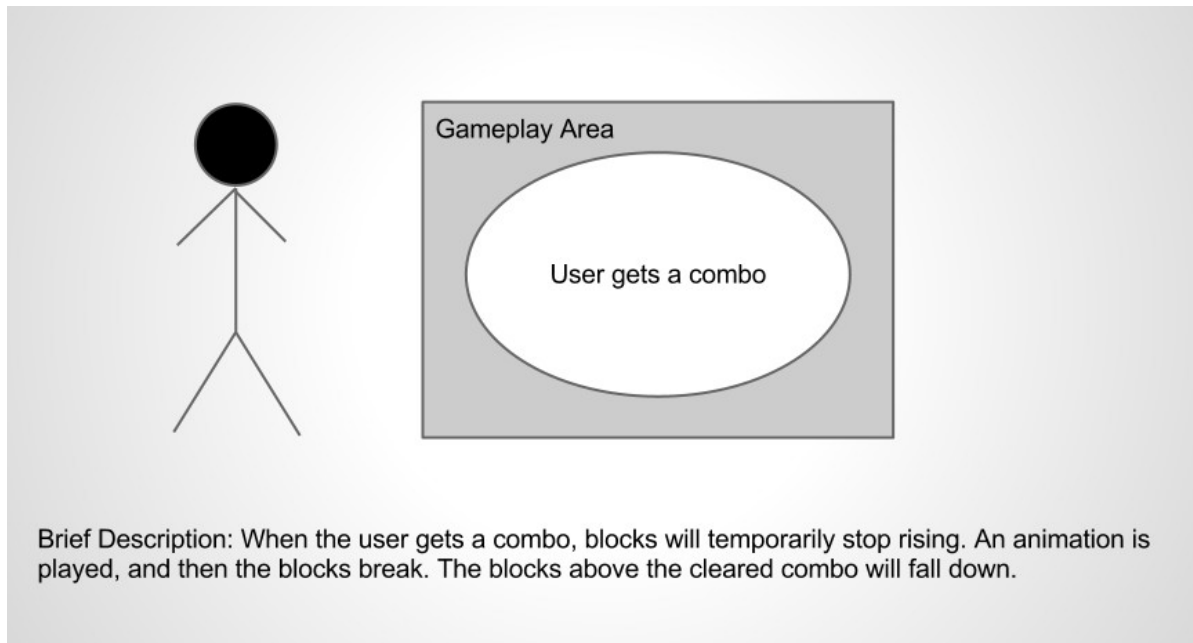 Gameplay Area
User gets a combo
Brief Description: When the user gets a combo, blocks will temporarily stop rising. An animation is
played, and then the blocks break. The blocks above the cleared combo will fall down.